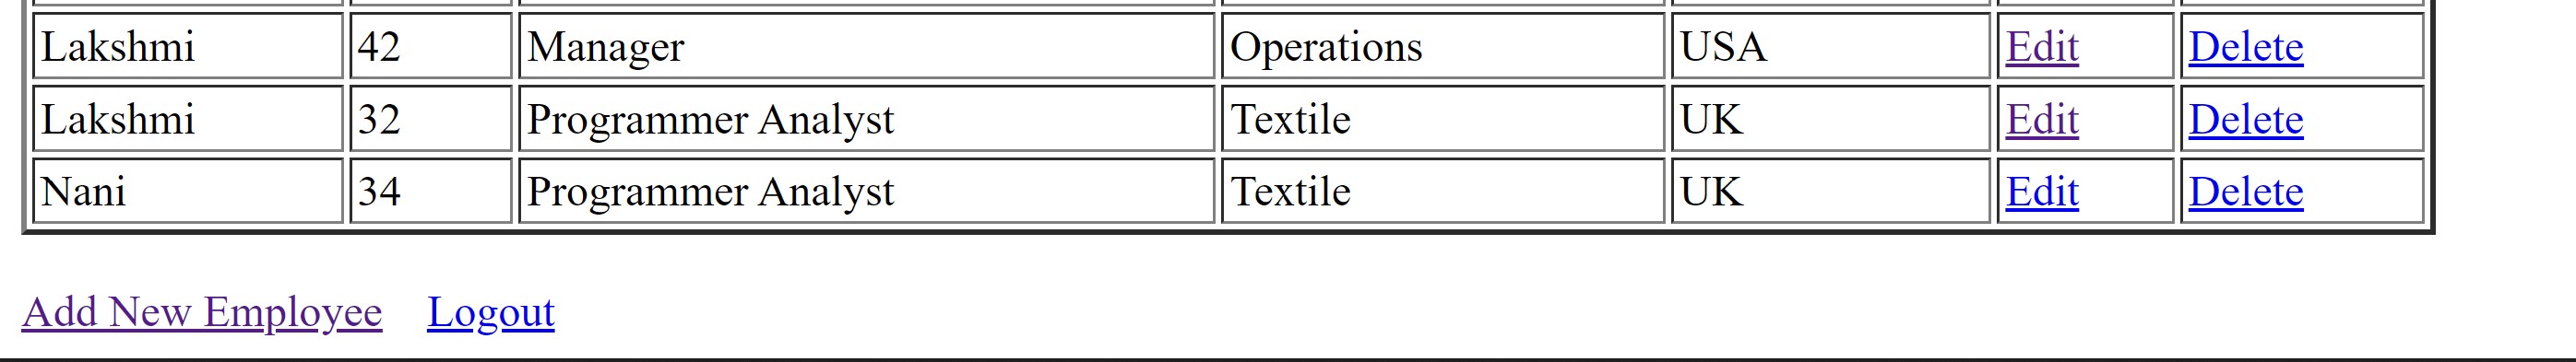 Lakshmi 42 Manager Operations USA Edit Delete
Lakshmi 32 Programmer Analyst Textile UK Edit Delete
Nani 34 Programmer Analyst Textile UK Edit Delete
Add New Employee Logout